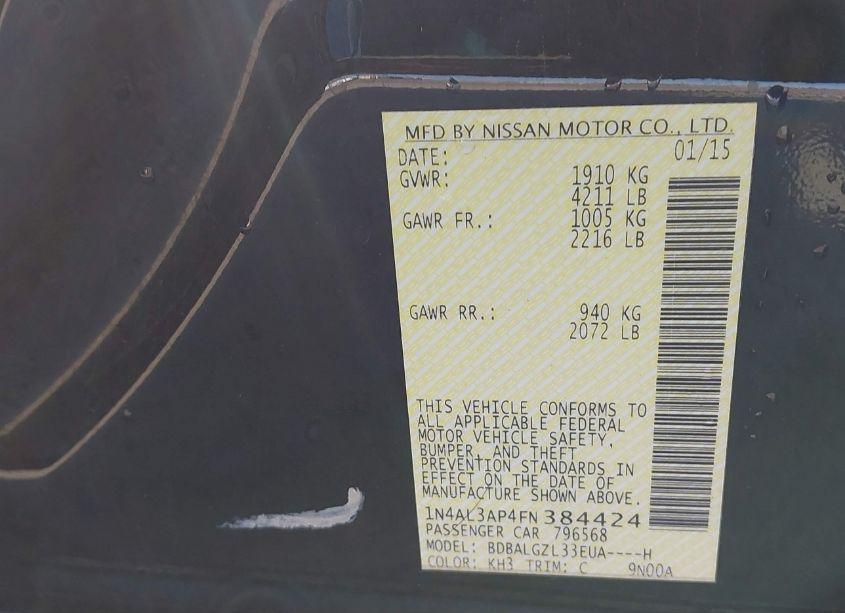 MFD BY NISSAN MOTOR CO., LTD.
DATE: 01/15
GVWR: 1910 KG
4211 LB
GAWR FR.: 1005 KG
2216 LB
GAWR RR.: 940 KG
2072 LB
THIS VEHICLE CONFORMS TO
ALL APPLICABLE FEDERAL
MOTOR VEHICLE SAFETY,
BUMPER, AND THEFT
PREVENTION STANDARDS IN
EFFECT ON THE DATE OF
MANUFACTURE SHOWN ABOVE.
1N4AL3AP4FN384424
PASSENGER CAR 796568
MODEL: BDBALGZL33EUA----H
COLOR: KH3 TRIM: C 9N00A